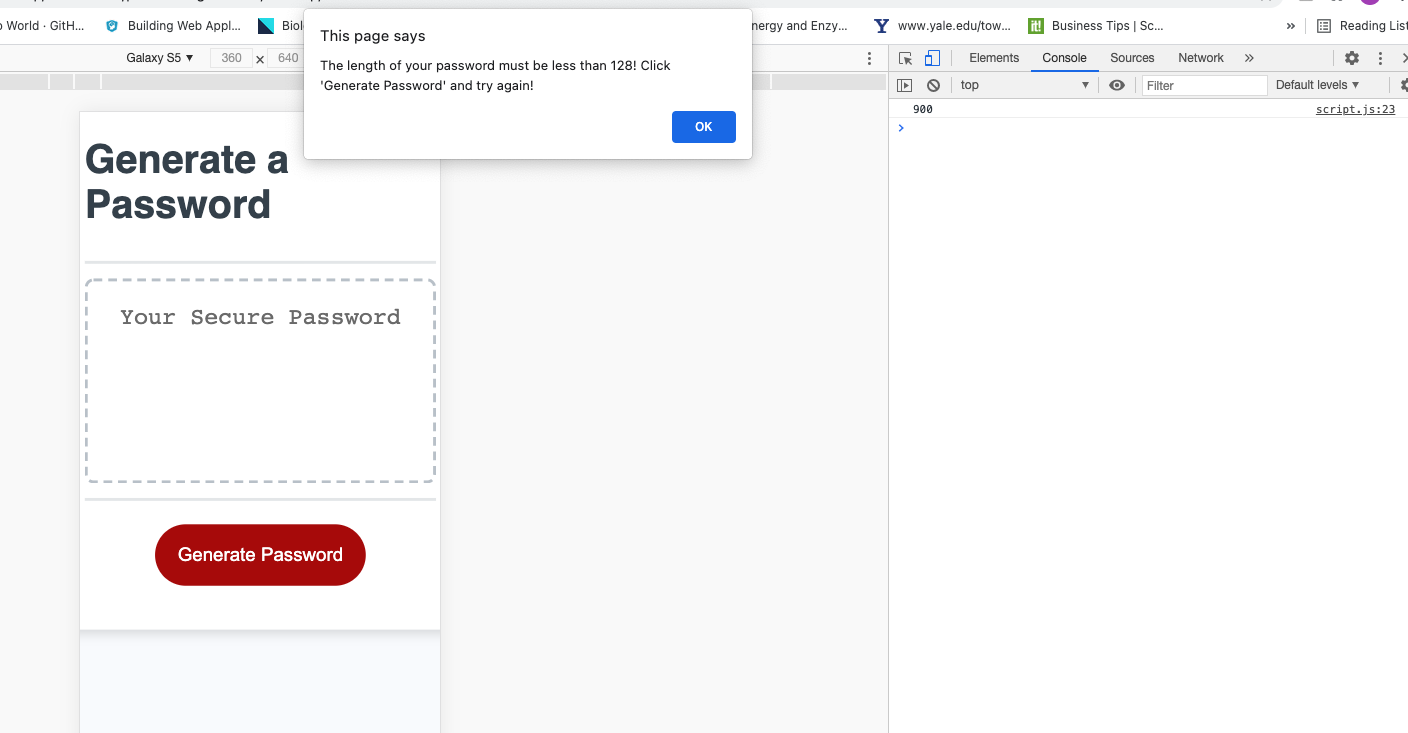 o World · GitH...
Building Web Appl...
Biol
nergy and Enzy...
www.yale.edu/tow...
it!
Business Tips | Sc...
»
Reading List
This page says
The length of your password must be less than 128! Click
'Generate Password' and try again!
OK
Galaxy S5 ▼
360 × 640
Elements
Console
Sources
Network
»
top ▼
Filter
Default levels ▼
900
script.js:23
>
Generate a
Password
Your Secure Password
Generate Password